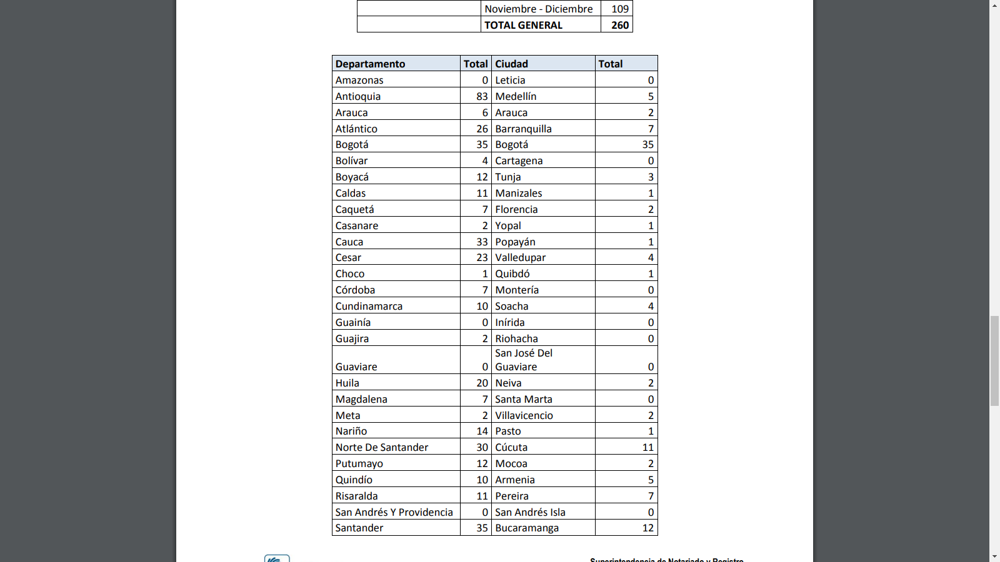 Noviembre - Diciembre 109
TOTAL GENERAL 260
Departamento Total Ciudad Total
Amazonas 0 Leticia 0
Antioquia 83 Medellín 5
Arauca 6 Arauca 2
Atlántico 26 Barranquilla 7
Bogotá 35 Bogotá 35
Bolívar 4 Cartagena 0
Boyacá 12 Tunja 3
Caldas 11 Manizales 1
Caquetá 7 Florencia 2
Casanare 2 Yopal 1
Cauca 33 Popayán 1
Cesar 23 Valledupar 4
Choco 1 Quibdó 1
Córdoba 7 Montería 0
Cundinamarca 10 Soacha 4
Guainía 0 Inírida 0
Guajira 2 Riohacha 0
San José Del
Guaviare 0 Guaviare 0
Huila 20 Neiva 2
Magdalena 7 Santa Marta 0
Meta 2 Villavicencio 2
Nariño 14 Pasto 1
Norte De Santander 30 Cúcuta 11
Putumayo 12 Mocoa 2
Quindío 10 Armenia 5
Risaralda 11 Pereira 7
San Andrés Y Providencia 0 San Andrés Isla 0
Santander 35 Bucaramanga 12
Superintendencia de Notariado y Registro